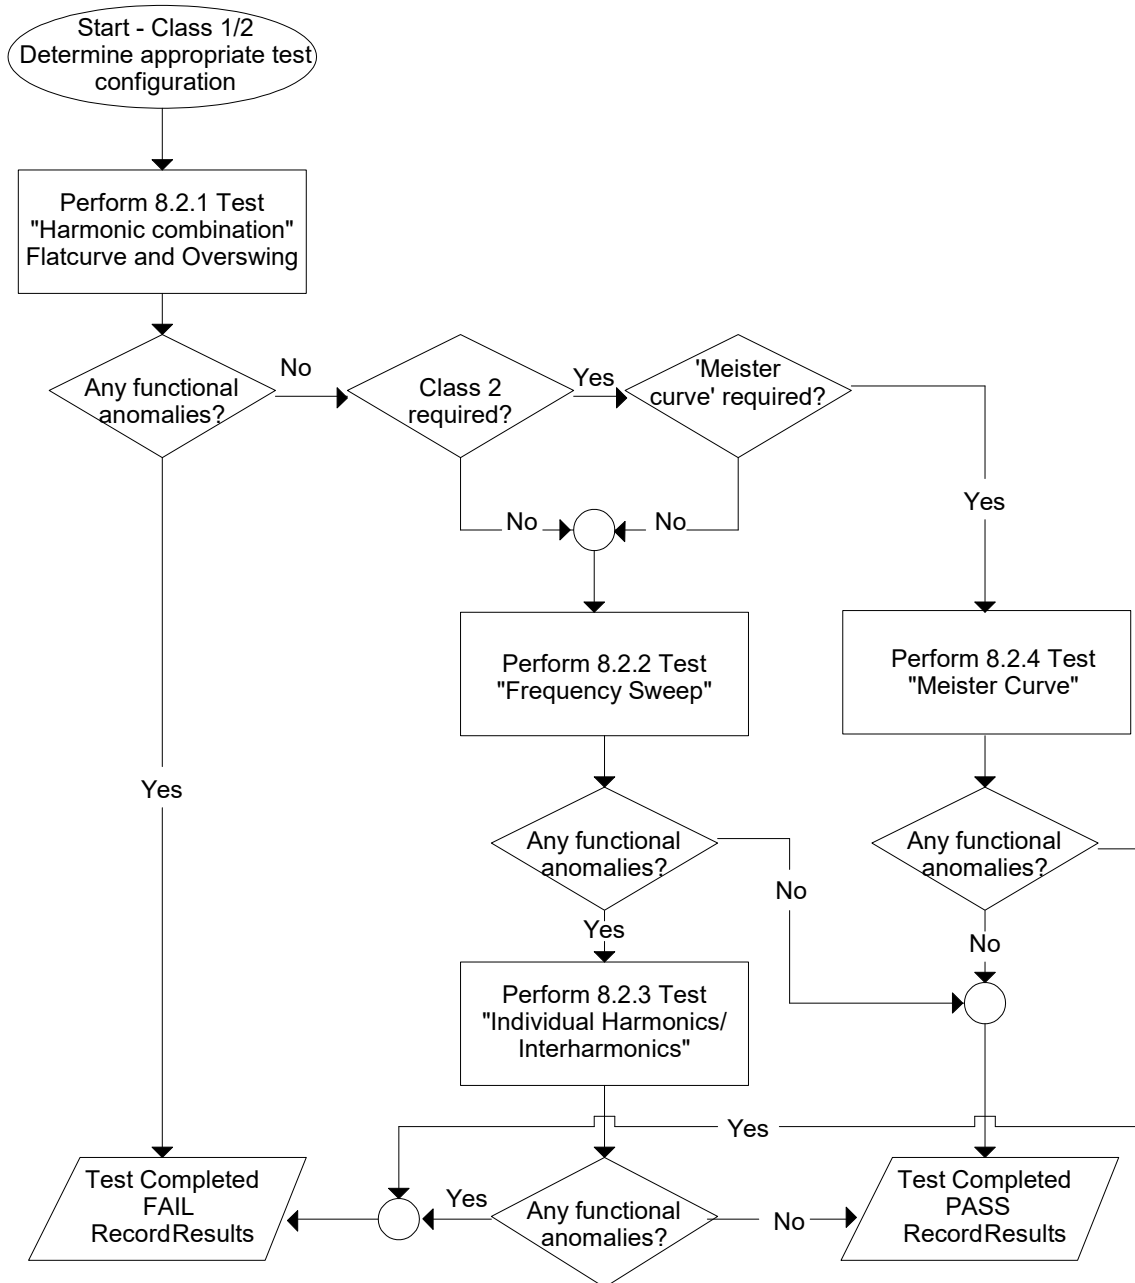 Start - Class 1/2
Determine appropriate test
configuration
Perform 8.2.1 Test
"Harmonic combination"
Flatcurve and Overswing
Any functional
anomalies?
No
Class 2
required?
Yes
'Meister
curve' required?
No
No
Yes
Perform 8.2.2 Test
"Frequency Sweep"
Perform 8.2.4 Test
"Meister Curve"
Yes
Any functional
anomalies?
No
Any functional
anomalies?
Yes
No
Perform 8.2.3 Test
"Individual Harmonics/
Interharmonics"
Yes
Test Completed
FAIL
RecordResults
Yes
Any functional
anomalies?
No
Test Completed
PASS
RecordResults